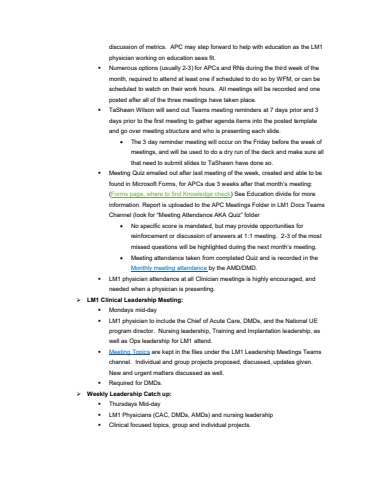 discussion of metrics. APC may step forward to help with education as the LM1
physician working on education sees fit.
▪ Numerous options (usually 2-3) for APCs and RNs during the third week of the
month, required to attend at least one if scheduled to do so by WFM, or can be
scheduled to watch on their work hours. All meetings will be recorded and one
posted after all of the three meetings have taken place.
▪ TaShawn Wilson will send out Teams meeting reminders at 7 days prior and 3
days prior to the first meeting to gather agenda items into the posted template
and go over meeting structure and who is presenting each slide.
• The 3 day reminder meeting will occur on the Friday before the week of
meetings, and will be used to do a dry run of the deck and make sure all
that need to submit slides to TaShawn have done so.
▪ Meeting Quiz emailed out after last meeting of the week, created and able to be
found in Microsoft Forms, for APCs due 3 weeks after that month's meeting:
(Forms page, where to find Knowledge check) See Education divide for more
information. Report is uploaded to the APC Meetings Folder in LM1 Docs Teams
Channel (look for "Meeting Attendance AKA Quiz" folder
• No specific score is mandated, but may provide opportunities for
reinforcement or discussion of answers at 1:1 meeting. 2-3 of the most
missed questions will be highlighted during the next month's meeting.
• Meeting attendance taken from completed Quiz and is recorded in the
Monthly meeting attendance by the AMD/DMD.
▪ LM1 physician attendance at all Clinician meetings is highly encouraged, and
needed when a physician is presenting.
➢ LM1 Clinical Leadership Meeting:
▪ Mondays mid-day
▪ LM1 physician to include the Chief of Acute Care, DMDs, and the National UE
program director. Nursing leadership, Training and Implantation leadership, as
well as Ops leadership for LM1 attend.
▪ Meeting Topics are kept in the files under the LM1 Leadership Meetings Teams
channel. Individual and group projects proposed, discussed, updates given.
New and urgent matters discussed as well.
▪ Required for DMDs.
➢ Weekly Leadership Catch up:
▪ Thursdays Mid-day
▪ LM1 Physicians (CAC, DMDs, AMDs) and nursing leadership
▪ Clinical focused topics, group and individual projects.